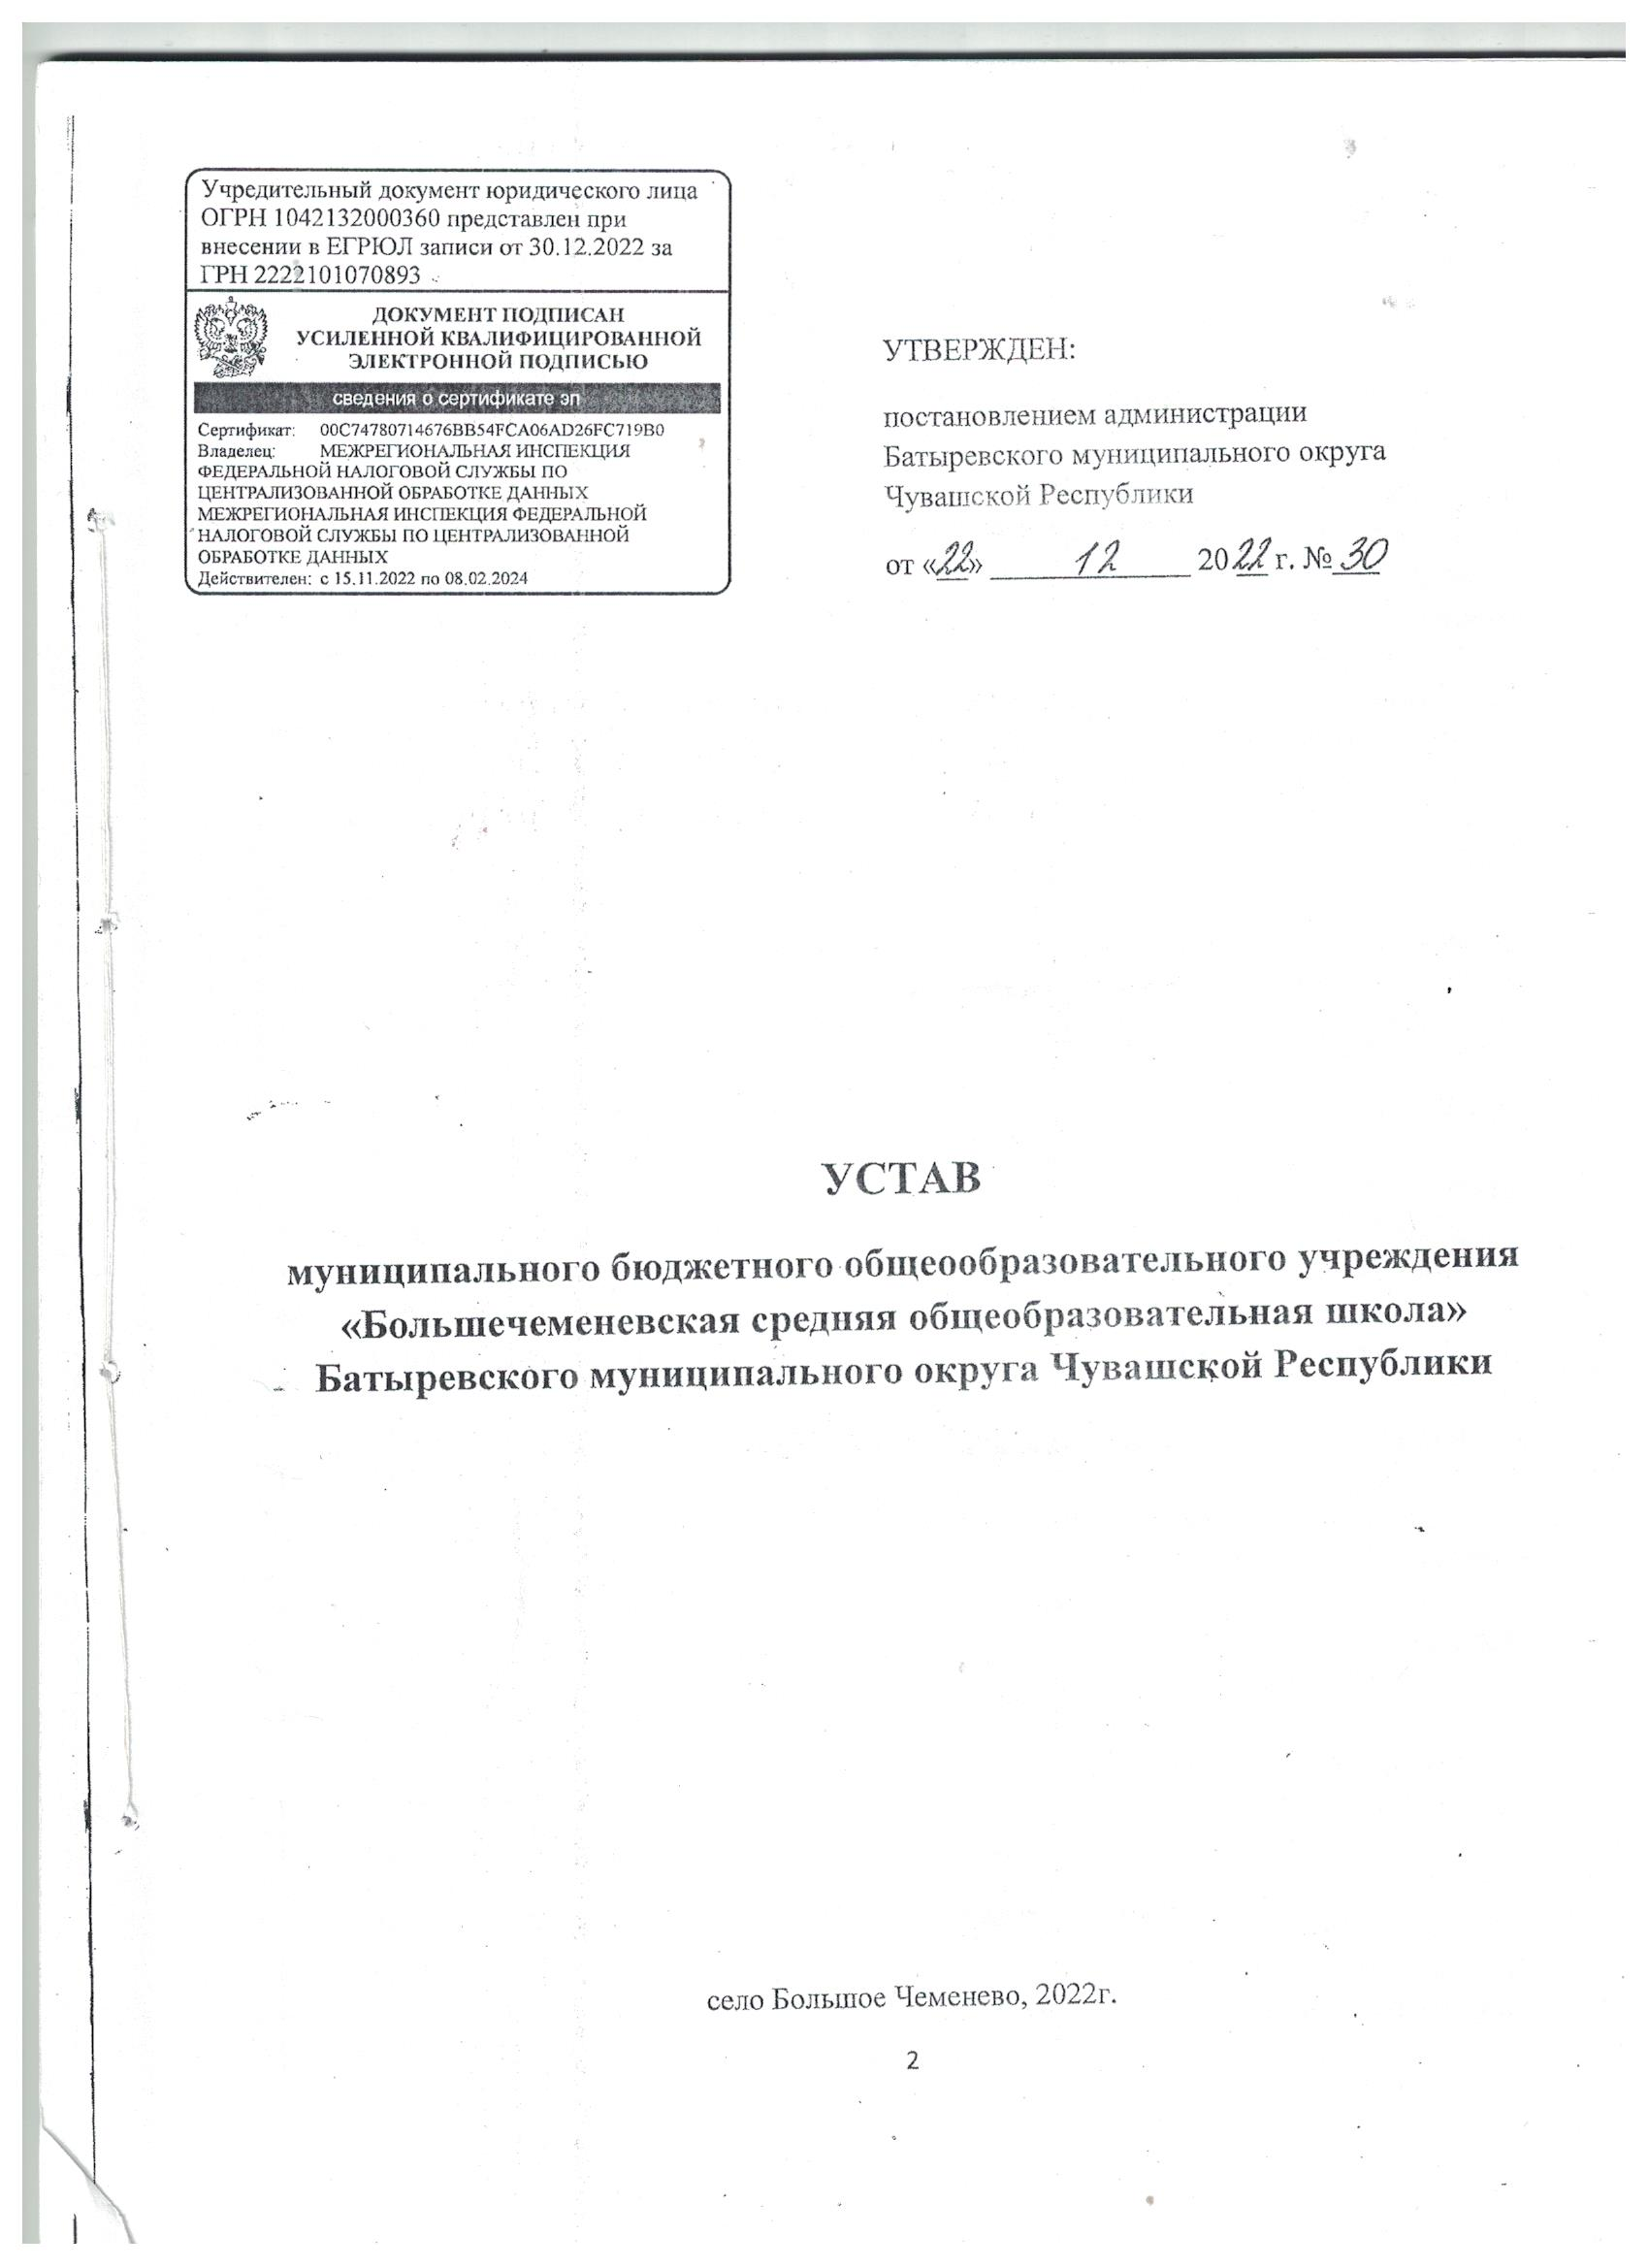 Учредительный документ юридического лица
ОГРН 1042132000360 представлен при
внесении в ЕГРЮЛ записи от 30.12.2022 за
ГРН 2222101070893
ДОКУМЕНТ ПОДПИСАН
УСИЛЕННОЙ КВАЛИФИЦИРОВАННОЙ
ЭЛЕКТРОННОЙ ПОДПИСЬЮ
сведения о сертификате эп
Сертификат: 00C74780714676BB54FCA06AD26FC719B0
Владелец: МЕЖРЕГИОНАЛЬНАЯ ИНСПЕКЦИЯ
ФЕДЕРАЛЬНОЙ НАЛОГОВОЙ СЛУЖБЫ ПО
ЦЕНТРАЛИЗОВАННОЙ ОБРАБОТКЕ ДАННЫХ
МЕЖРЕГИОНАЛЬНАЯ ИНСПЕКЦИЯ ФЕДЕРАЛЬНОЙ
НАЛОГОВОЙ СЛУЖБЫ ПО ЦЕНТРАЛИЗОВАННОЙ
ОБРАБОТКЕ ДАННЫХ
Действителен: с 15.11.2022 по 08.02.2024
УТВЕРЖДЕН:
постановлением администрации
Батыревского муниципального округа
Чувашской Республики
от «22» 12 2022 г. № 30
УСТАВ
муниципального бюджетного общеообразовательного учреждения
«Большечеменевская средняя общеобразовательная школа»
Батыревского муниципального округа Чувашской Республики
село Большое Чеменево, 2022г.
2